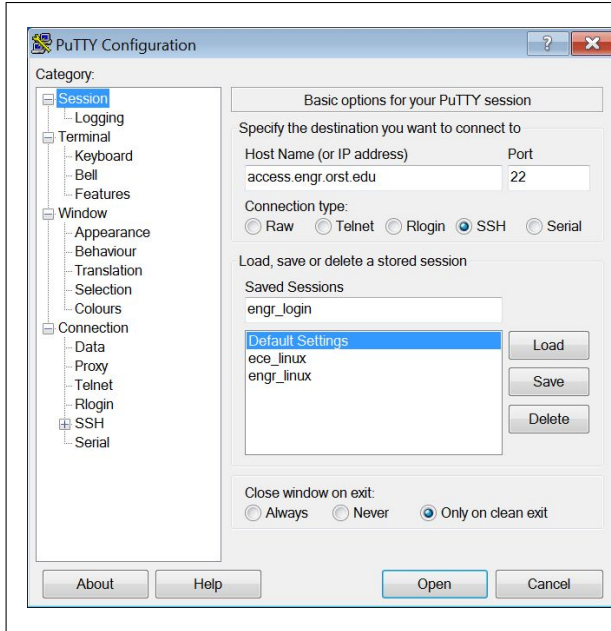 PuTTY Configuration
Category:
Session
Logging
Terminal
Keyboard
Bell
Features
Window
Appearance
Behaviour
Translation
Selection
Colours
Connection
Data
Proxy
Telnet
Rlogin
SSH
Serial
Basic options for your PuTTY session
Specify the destination you want to connect to
Host Name (or IP address) Port
access.engr.orst.edu 22
Connection type:
Raw Telnet Rlogin SSH Serial
Load, save or delete a stored session
Saved Sessions
engr_login
Default Settings
ece_linux
engr_linux
Load
Save
Delete
Close window on exit:
Always Never Only on clean exit
About Help Open Cancel